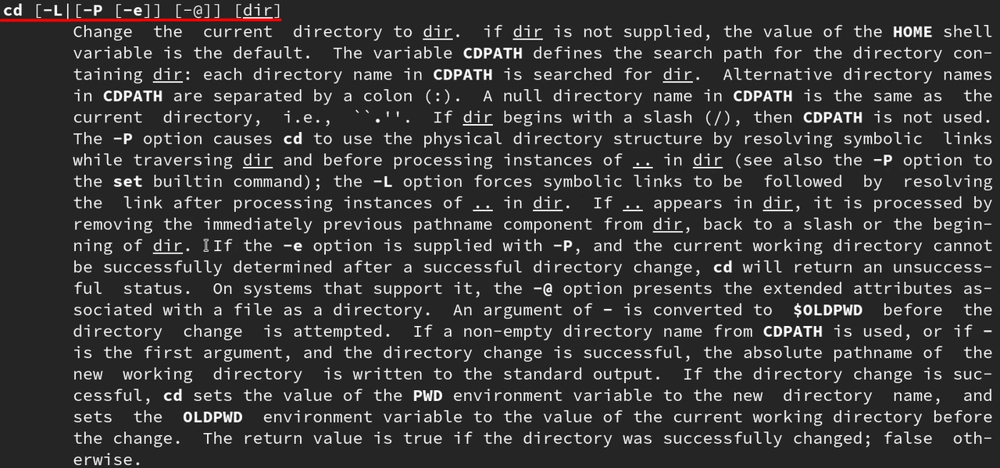 cd [-L|[-P [-e]] [-@]] [dir]
Change the current directory to dir. if dir is not supplied, the value of the HOME shell
variable is the default. The variable CDPATH defines the search path for the directory con-
taining dir: each directory name in CDPATH is searched for dir. Alternative directory names
in CDPATH are separated by a colon (:). A null directory name in CDPATH is the same as the
current directory, i.e., ``.''. If dir begins with a slash (/), then CDPATH is not used.
The -P option causes cd to use the physical directory structure by resolving symbolic links
while traversing dir and before processing instances of .. in dir (see also the -P option to
the set builtin command); the -L option forces symbolic links to be followed by resolving
the link after processing instances of .. in dir. If .. appears in dir, it is processed by
removing the immediately previous pathname component from dir, back to a slash or the begin-
ning of dir. If the -e option is supplied with -P, and the current working directory cannot
be successfully determined after a successful directory change, cd will return an unsuccess-
ful status. On systems that support it, the -@ option presents the extended attributes as-
sociated with a file as a directory. An argument of - is converted to $OLDPWD before the
directory change is attempted. If a non-empty directory name from CDPATH is used, or if -
is the first argument, and the directory change is successful, the absolute pathname of the
new working directory is written to the standard output. If the directory change is suc-
cessful, cd sets the value of the PWD environment variable to the new directory name, and
sets the OLDPWD environment variable to the value of the current working directory before
the change. The return value is true if the directory was successfully changed; false oth-
erwise.